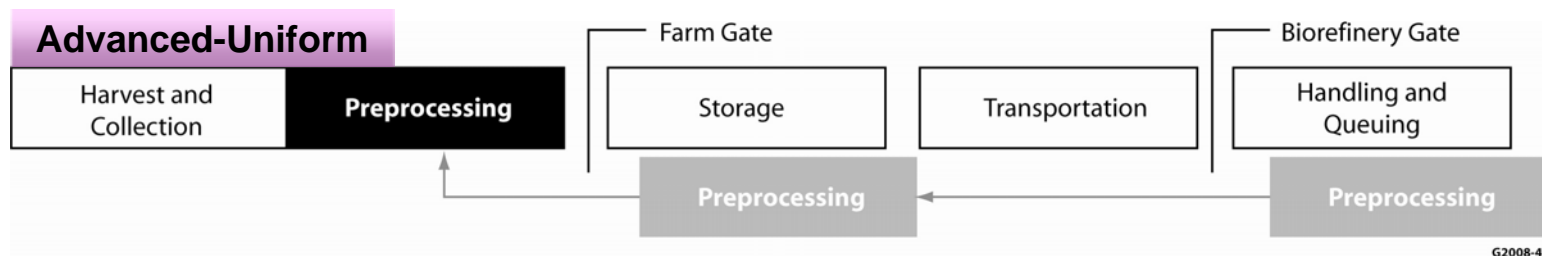 Advanced-Uniform
Farm Gate
Biorefinery Gate
Harvest and
Collection
Preprocessing
Storage
Transportation
Handling and
Queuing
Preprocessing
Preprocessing
G2008-4